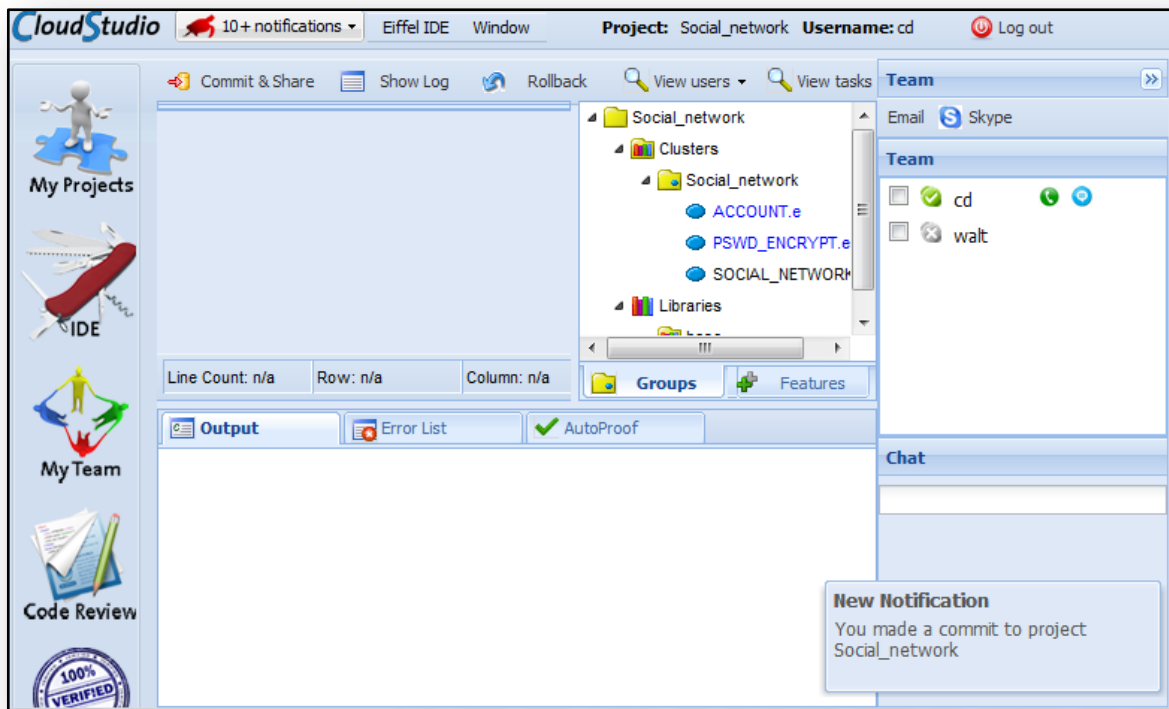 CloudStudio 10+ notifications Eiffel IDE Window Project: Social_network Username: cd Log out
My Projects
IDE
My Team
Code Review
100%
VERIFIED
Commit & Share Show Log Rollback View users View tasks
Social_network
Clusters
Social_network
ACCOUNT.e
PSWD_ENCRYPT.e
SOCIAL_NETWORK
Libraries
Groups Features
Line Count: n/a Row: n/a Column: n/a
Output Error List AutoProof
Team
Email Skype
Team
cd
walt
Chat
New Notification
You made a commit to project
Social_network